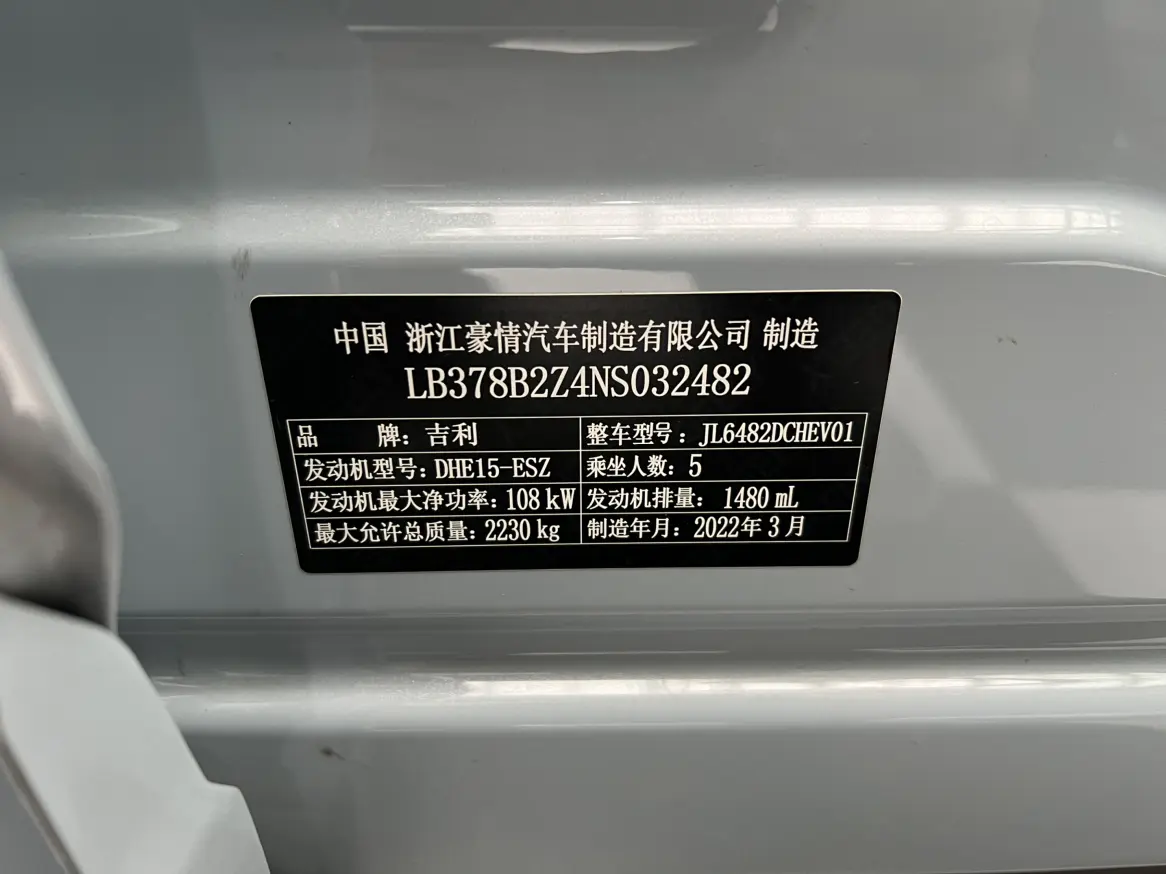 中国 浙江豪情汽车制造有限公司 制造
LB378B2Z4NS032482
品 牌：吉利 整车型号：JL6482DCHEV01
发动机型号：DHE15-ESZ 乘坐人数：5
发动机最大净功率：108 kW 发动机排量： 1480 mL
最大允许总质量：2230 kg 制造年月：2022年 3 月